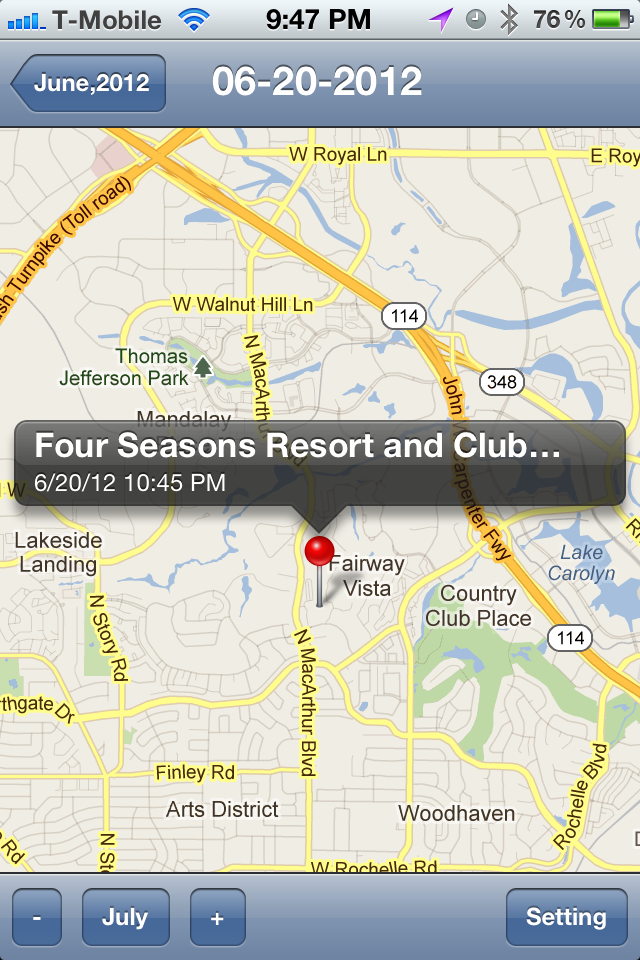 T-Mobile 9:47 PM 76%
June,2012 06-20-2012
W Royal Ln
E Roy
sh Turnpike (Toll road)
W Walnut Hill Ln
114
Thomas
Jefferson Park
N MacArthur
348
John W Carpenter Fwy
Mandalay
Four Seasons Resort and Club...
6/20/12 10:45 PM
W
Lakeside
Landing
Fairway
Vista
Lake
Carolyn
Country
Club Place
N Story Rd
114
N MacArthur Blvd
rthgate Dr
Finley Rd
Arts District
Woodhaven
Rochelle Blvd
Rd
N Sto
W Rochelle Rd
- July + Setting